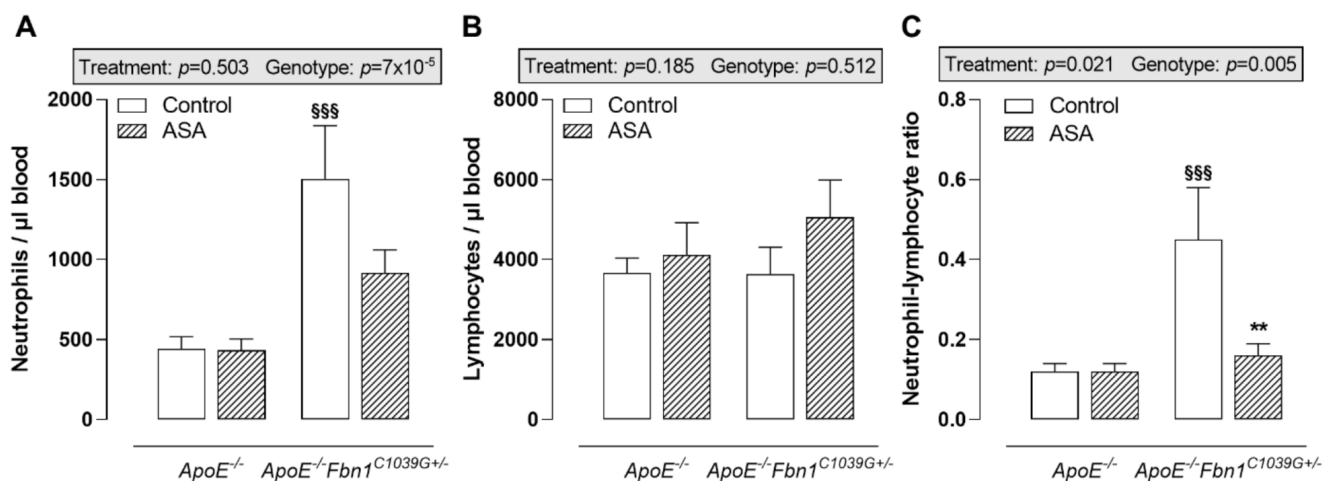 A
Treatment: p=0.503 Genotype: p=7x10⁻⁵
Neutrophils / µl blood
2000
1500
1000
500
0
Control
ASA
§§§
ApoE⁻/⁻
ApoE⁻/⁻Fbn1ᶜ¹⁰³⁹ᴳ⁺/⁻
B
Treatment: p=0.185 Genotype: p=0.512
Lymphocytes / µl blood
8000
6000
4000
2000
0
Control
ASA
ApoE⁻/⁻
ApoE⁻/⁻Fbn1ᶜ¹⁰³⁹ᴳ⁺/⁻
C
Treatment: p=0.021 Genotype: p=0.005
Neutrophil-lymphocyte ratio
0.8
0.6
0.4
0.2
0.0
Control
ASA
§§§
**
ApoE⁻/⁻
ApoE⁻/⁻Fbn1ᶜ¹⁰³⁹ᴳ⁺/⁻